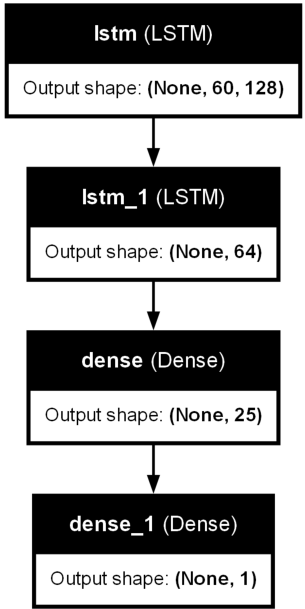 lstm (LSTM)
Output shape: (None, 60, 128)
lstm_1 (LSTM)
Output shape: (None, 64)
dense (Dense)
Output shape: (None, 25)
dense_1 (Dense)
Output shape: (None, 1)